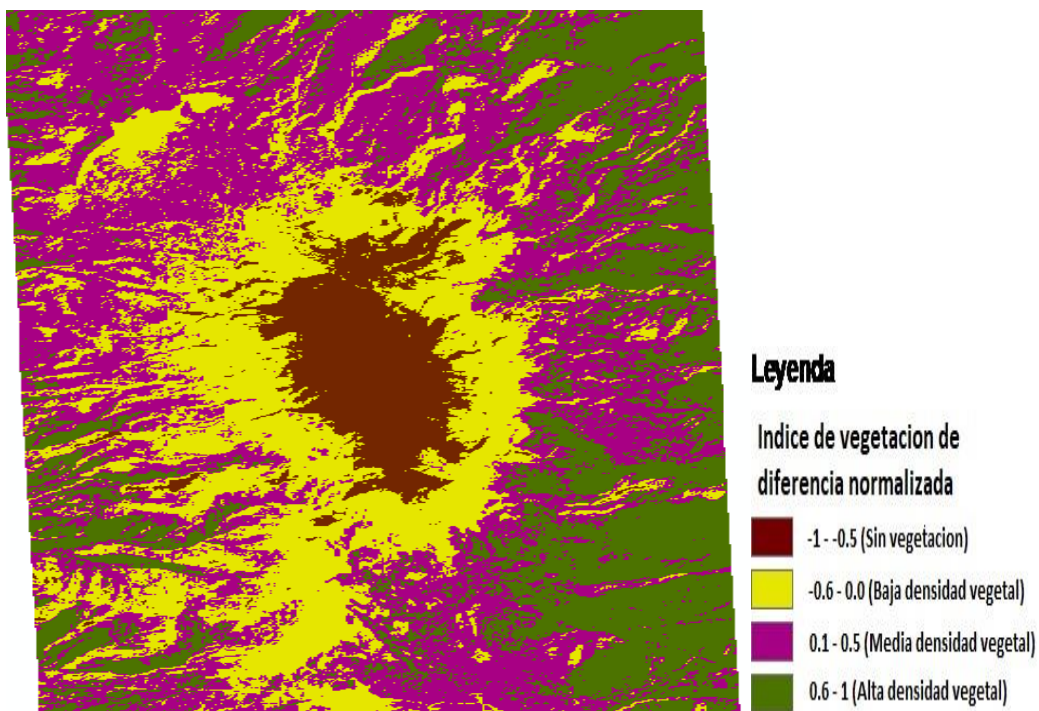 Leyenda
Indice de vegetacion de
diferencia normalizada
-1 - -0.5 (Sin vegetacion)
-0.6 - 0.0 (Baja densidad vegetal)
0.1 - 0.5 (Media densidad vegetal)
0.6 - 1 (Alta densidad vegetal)